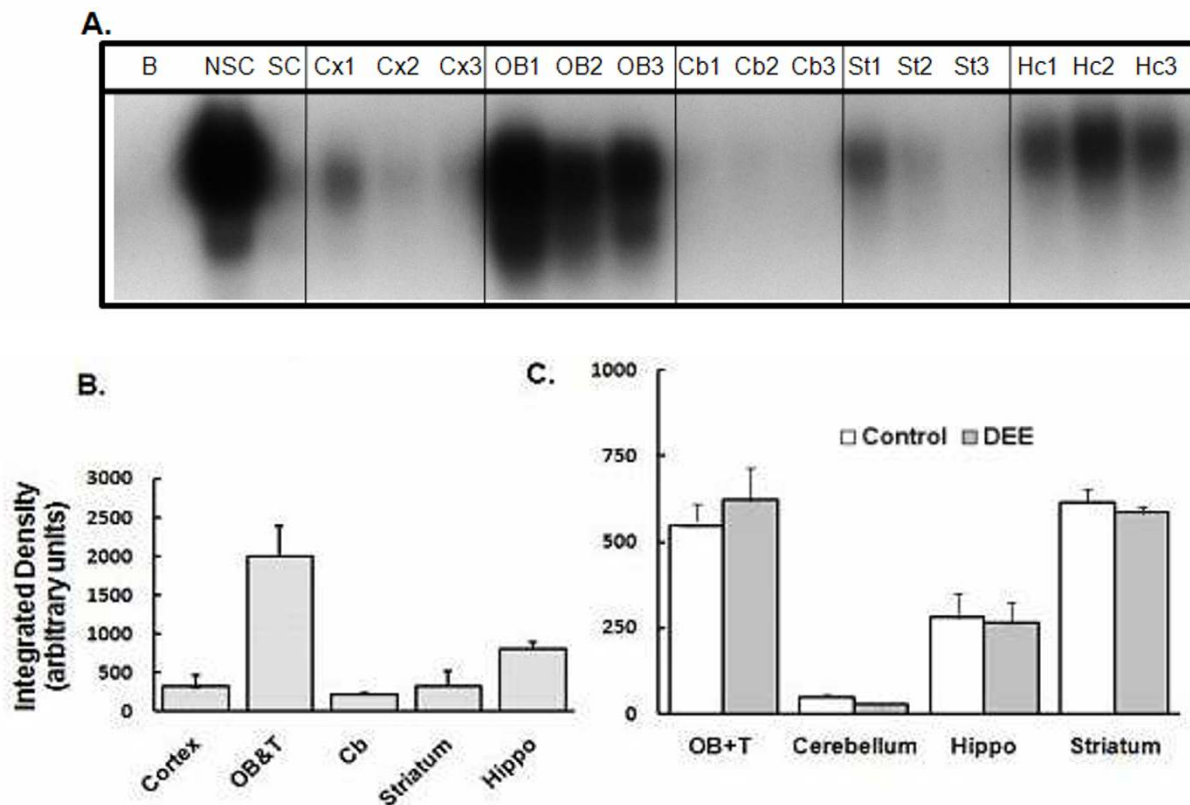 A.
B NSC SC Cx1 Cx2 Cx3 OB1 OB2 OB3 Cb1 Cb2 Cb3 St1 St2 St3 Hc1 Hc2 Hc3
B.
Integrated Density
(arbitrary units)
3000
2500
2000
1500
1000
500
0
Cortex
OB&T
Cb
Striatum
Hippo
C.
1000
750
500
250
0
Control DEE
OB+T Cerebellum Hippo Striatum